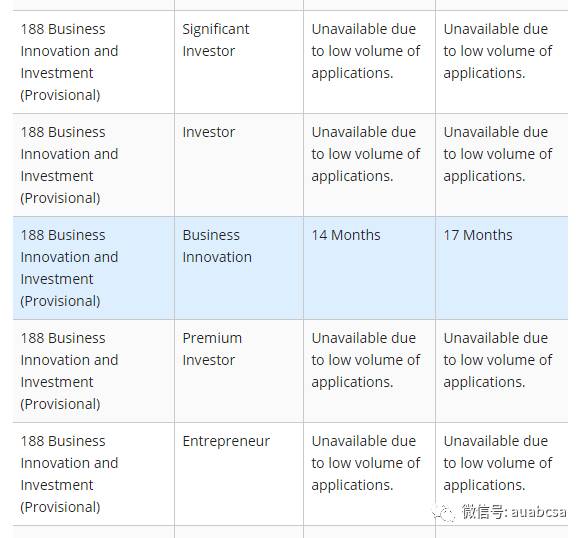 188 Business Innovation and Investment (Provisional)
Significant Investor
Unavailable due to low volume of applications.
Unavailable due to low volume of applications.
188 Business Innovation and Investment (Provisional)
Investor
Unavailable due to low volume of applications.
Unavailable due to low volume of applications.
188 Business Innovation and Investment (Provisional)
Business Innovation
14 Months
17 Months
188 Business Innovation and Investment (Provisional)
Premium Investor
Unavailable due to low volume of applications.
Unavailable due to low volume of applications.
188 Business Innovation and Investment (Provisional)
Entrepreneur
Unavailable due to low volume of applications.
Unavailable due to low volume of applications.
微信号: auabcsa